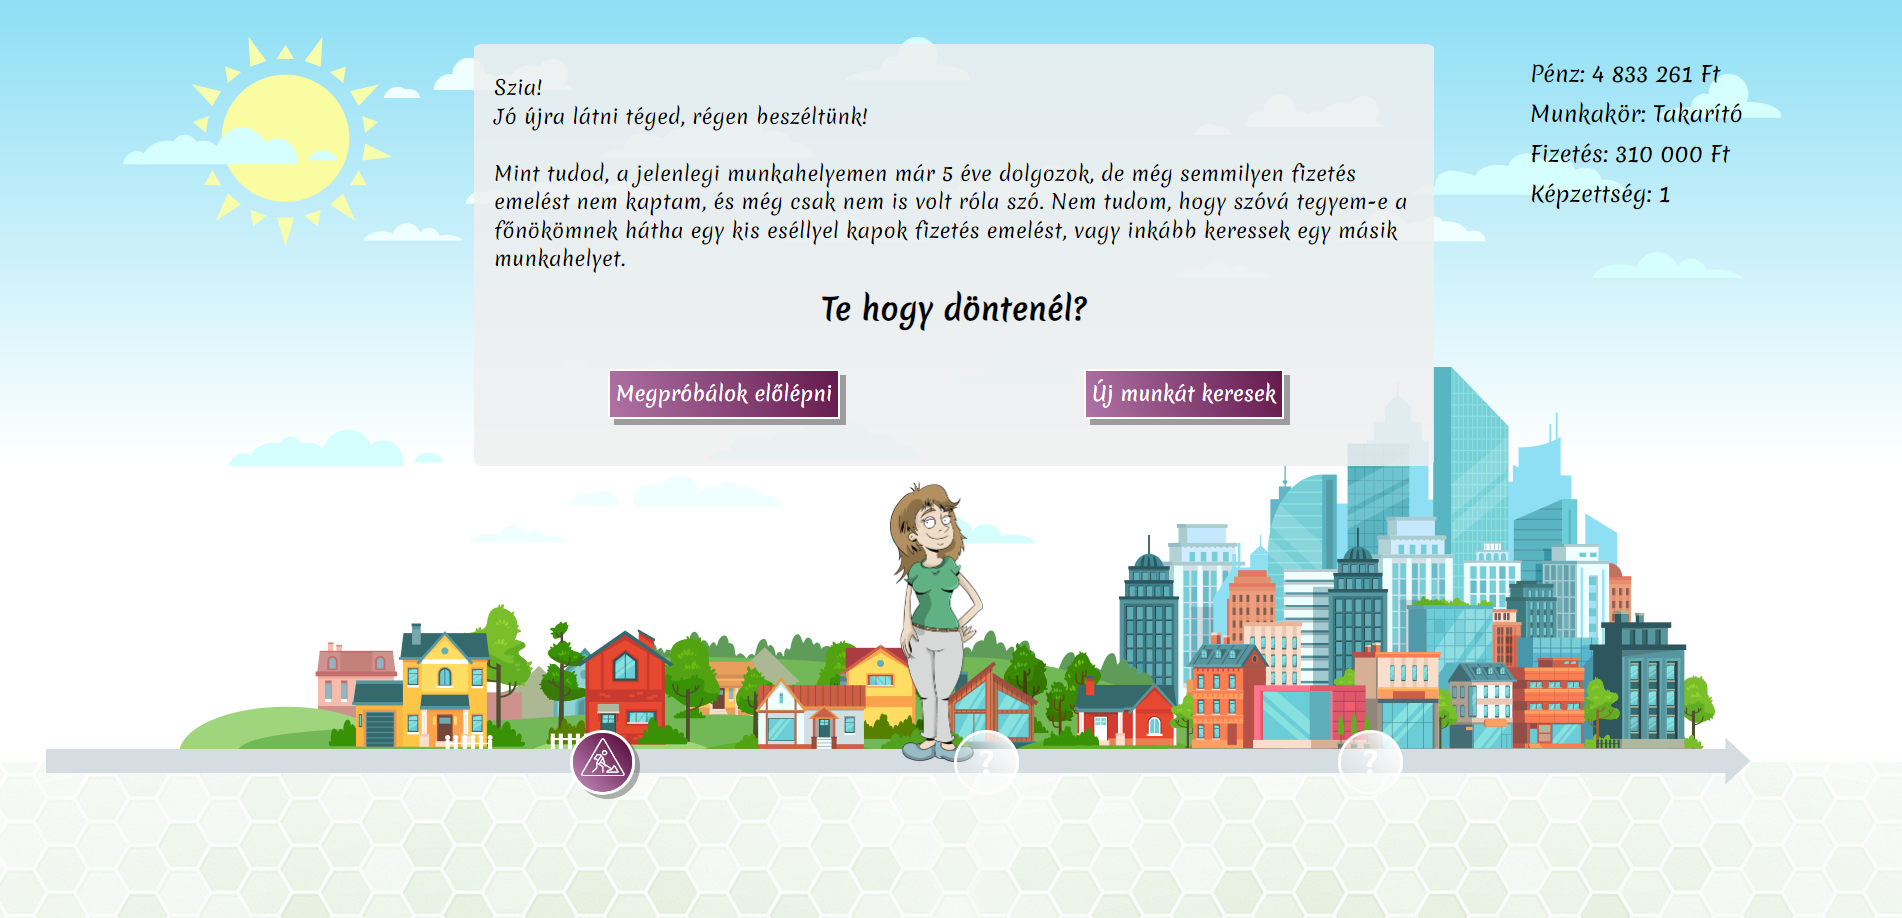 Szia!
Jó újra látni téged, régen beszéltünk!
Mint tudod, a jelenlegi munkahelyemen már 5 éve dolgozok, de még semmilyen fizetés
emelést nem kaptam, és még csak nem is volt róla szó. Nem tudom, hogy szóvá tegyem-e a
főnökömnek hátha egy kis eséllyel kapok fizetés emelést, vagy inkább keressek egy másik
munkahelyet.
Te hogy döntenél?
Megpróbálok előlépni
Új munkát keresek
Pénz: 4 833 261 Ft
Munkakör: Takarító
Fizetés: 310 000 Ft
Képzettség: 1
?
?